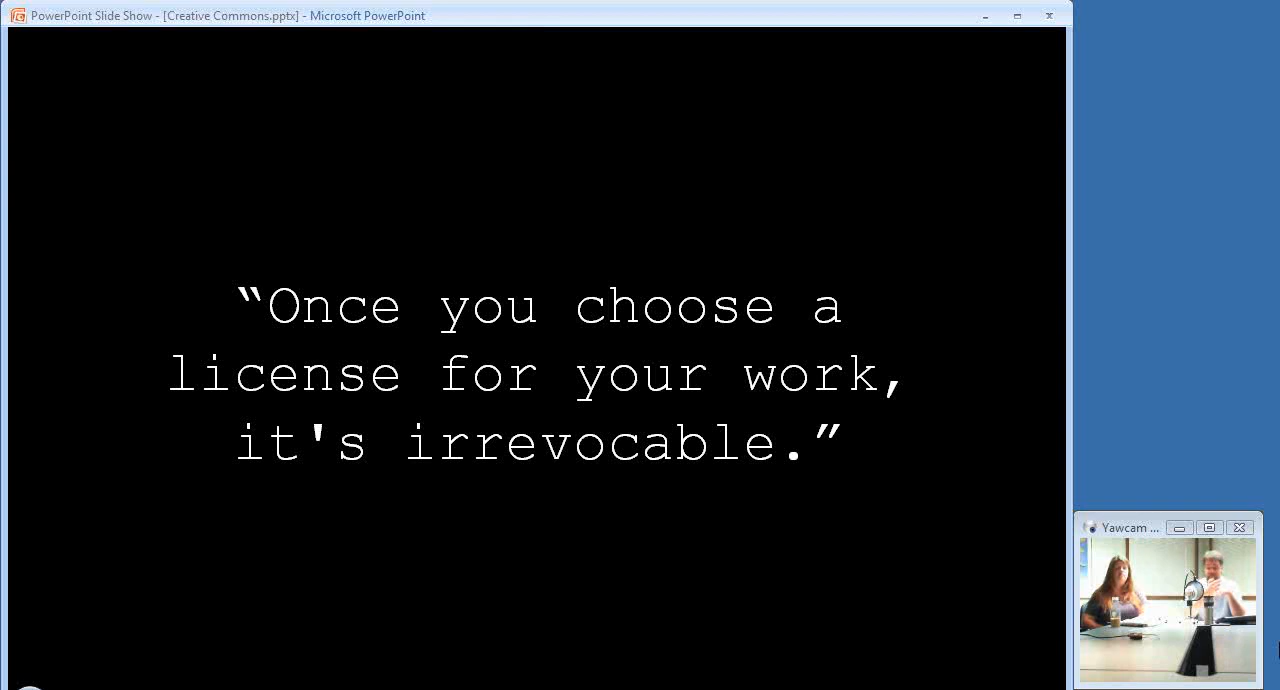 PowerPoint Slide Show - [Creative Commons.pptx] - Microsoft PowerPoint
“Once you choose a
license for your work,
it's irrevocable.”
Yawcam ...